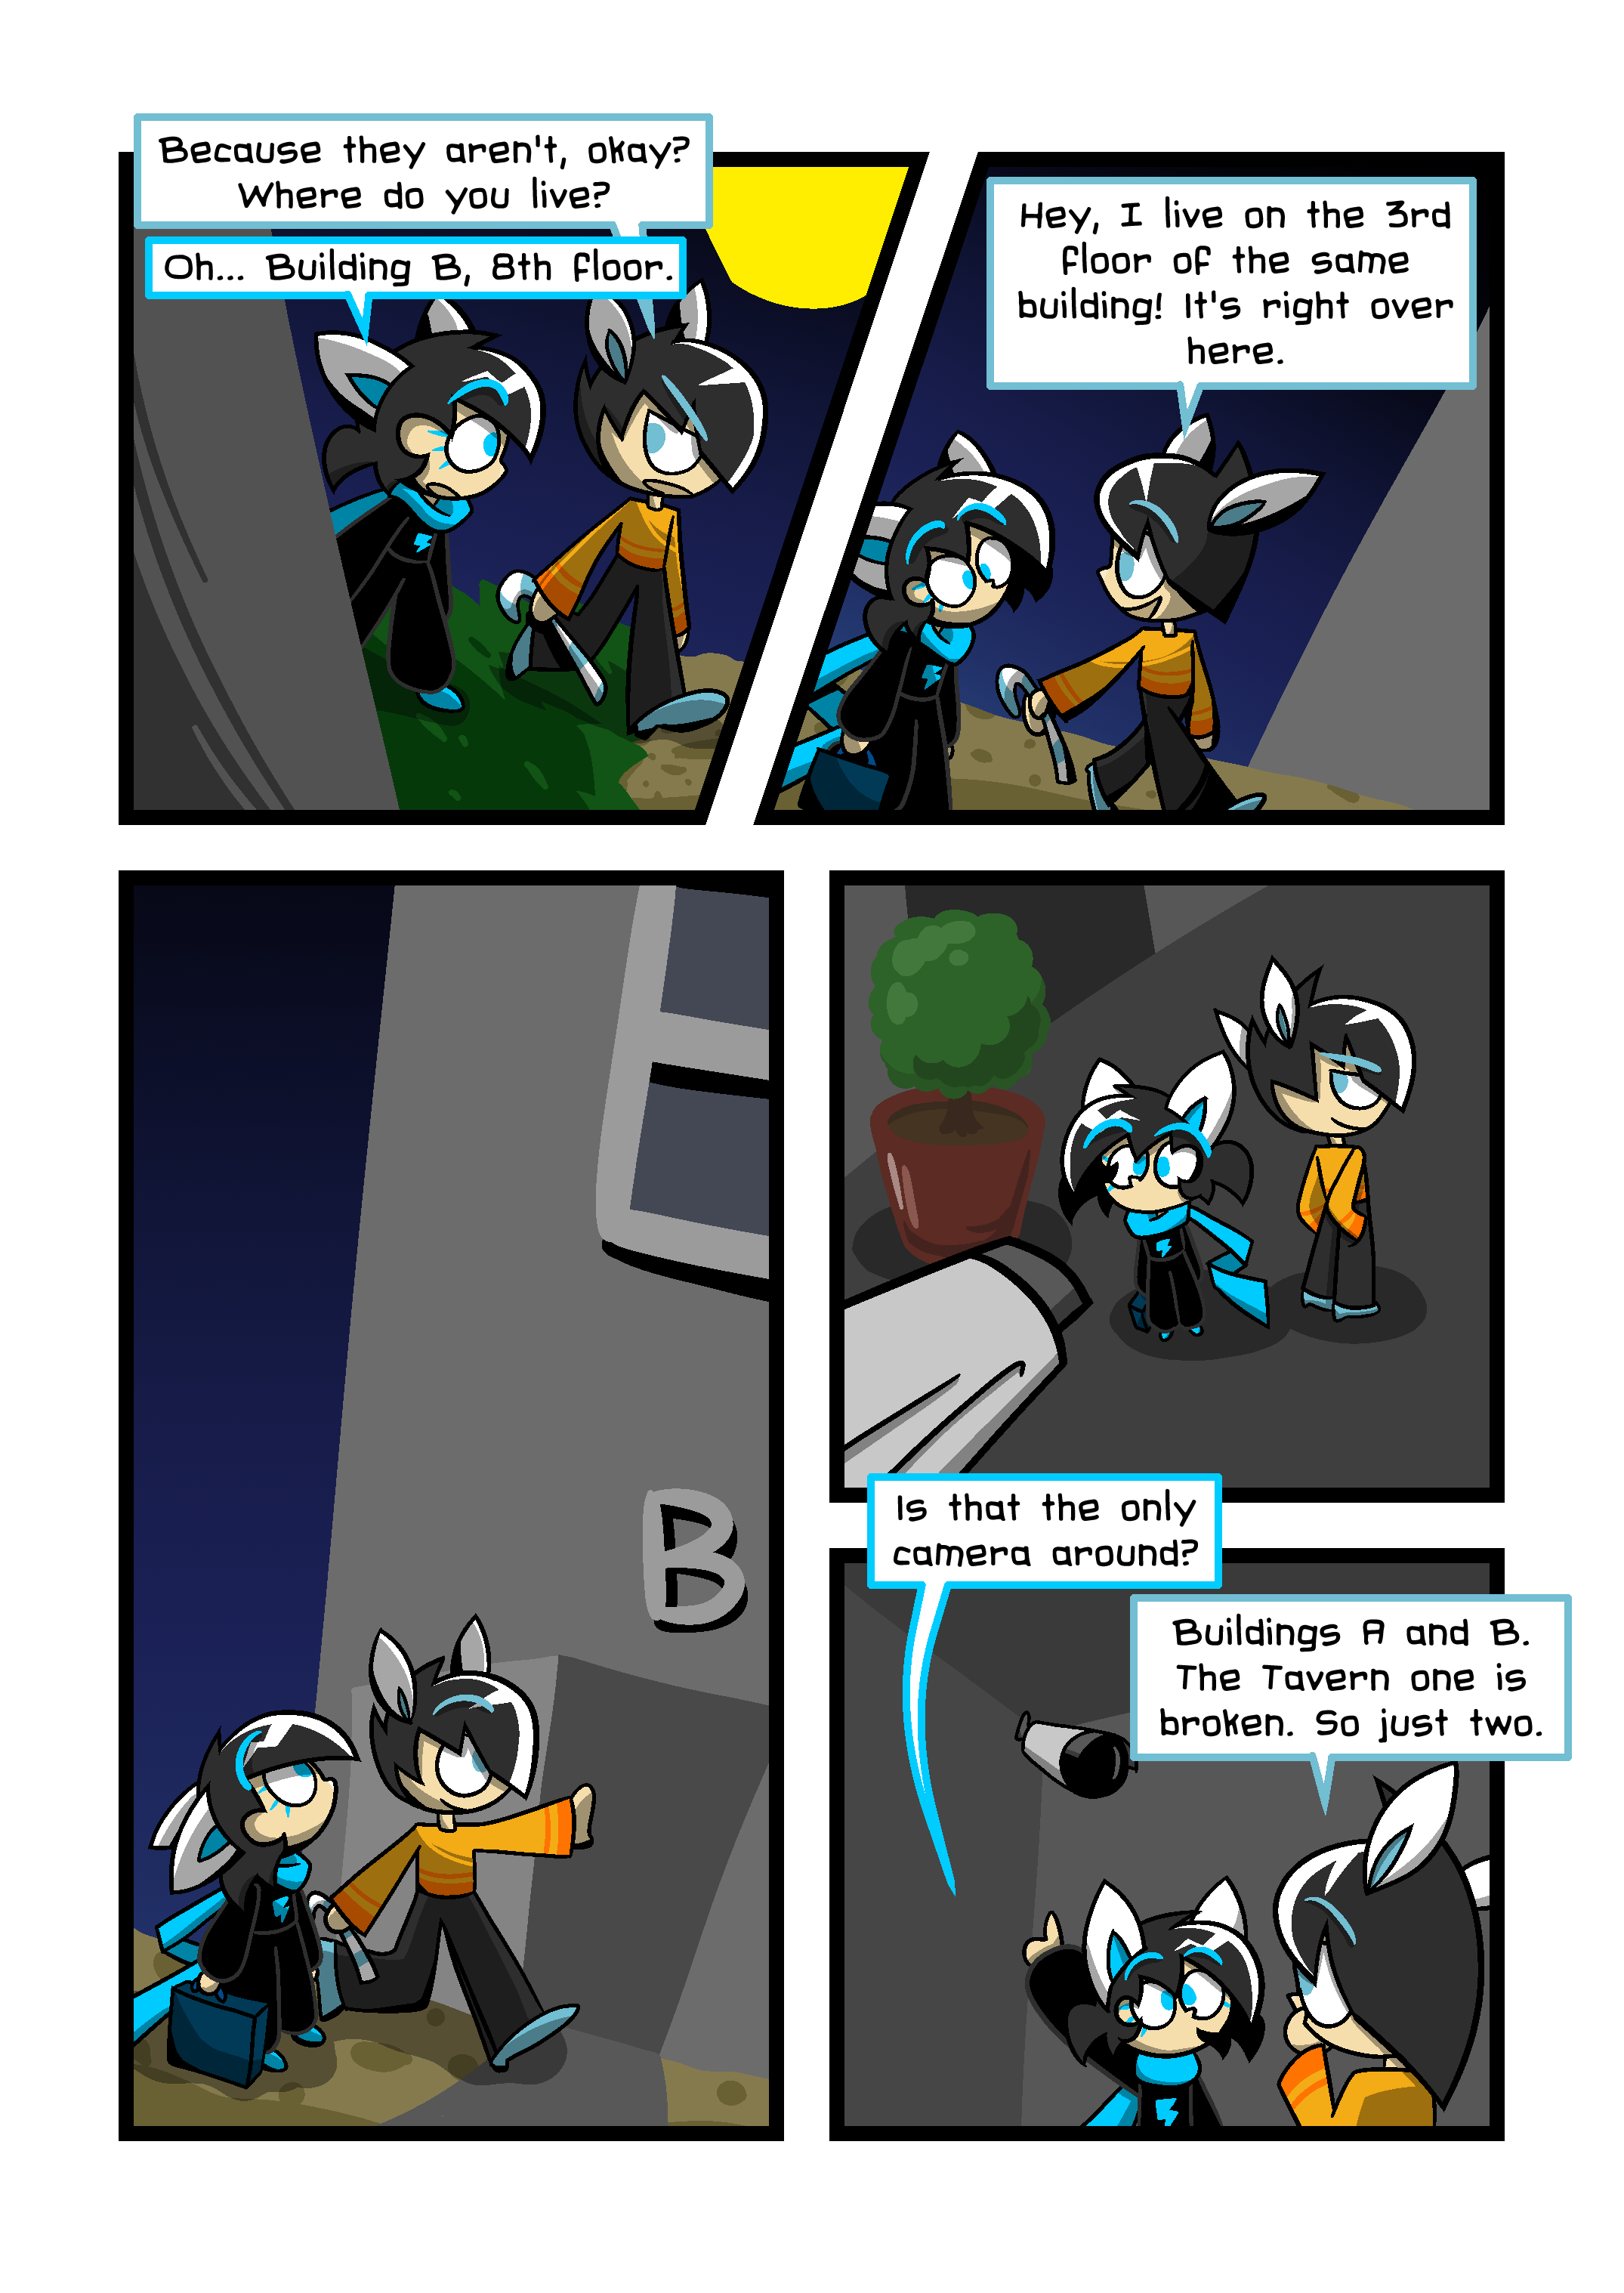 Because they aren't, okay?
Where do you live?
Oh... Building B, 8th floor.
Hey, I live on the 3rd
floor of the same
building! It's right over
here.
B
Is that the only
camera around?
Buildings A and B.
The Tavern one is
broken. So just two.